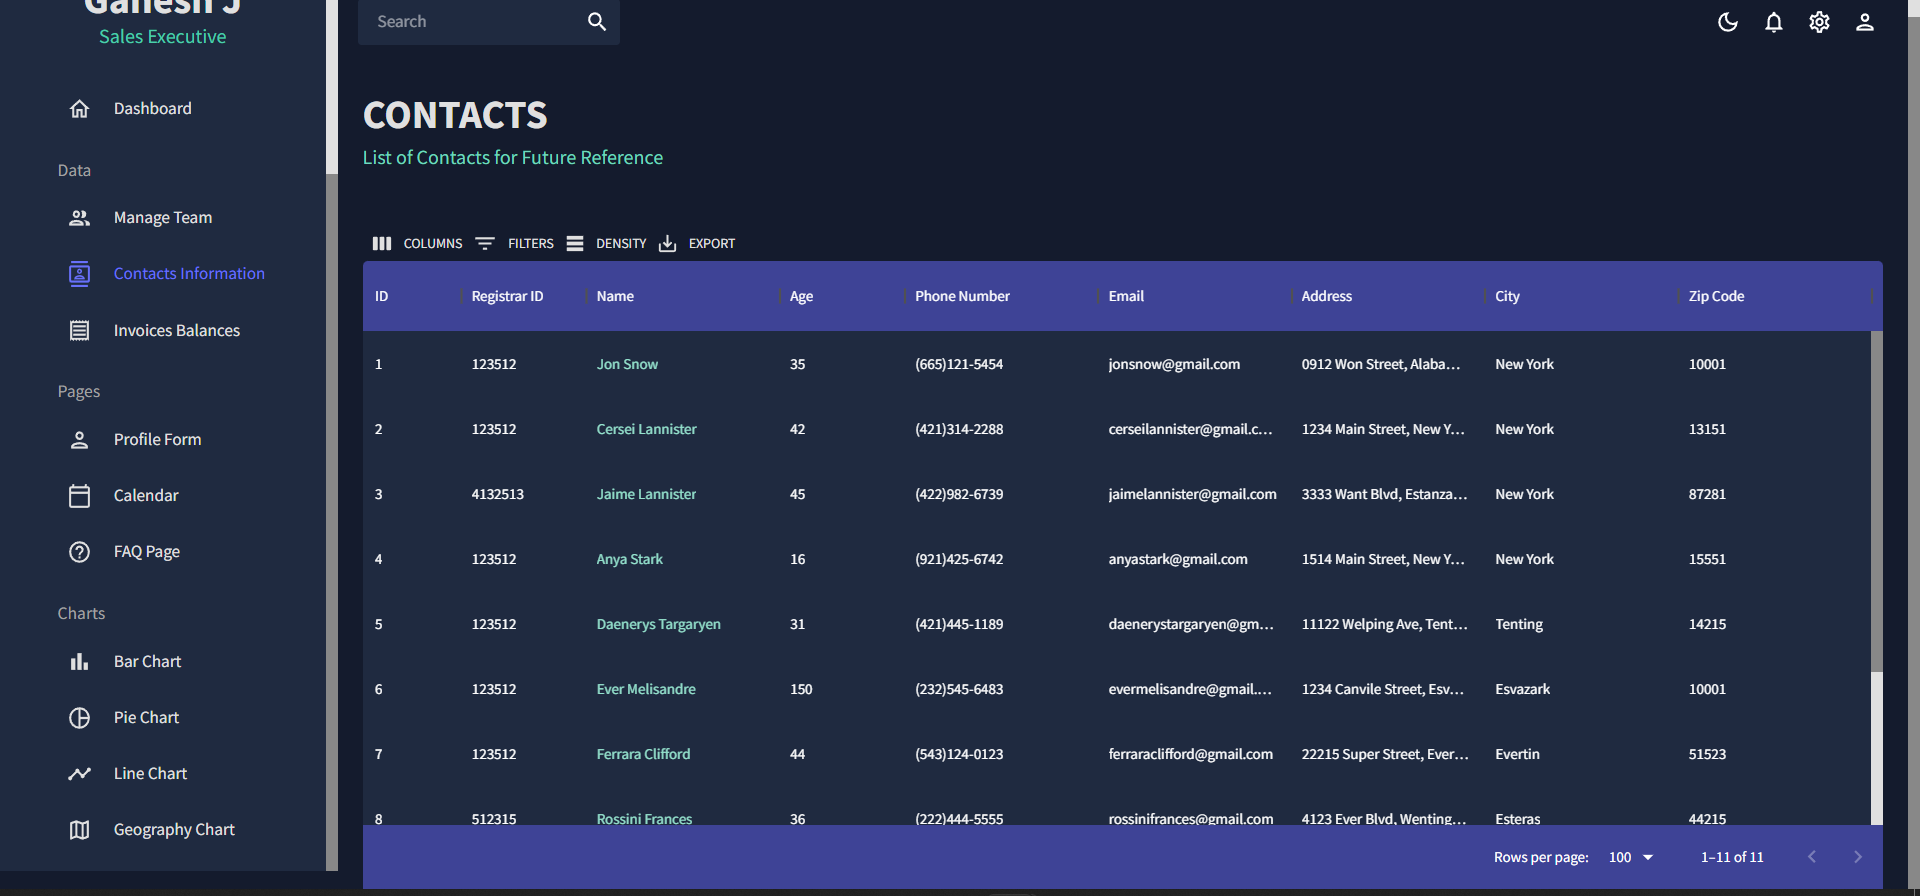 Ganesh J
Sales Executive
Dashboard
Data
Manage Team
Contacts Information
Invoices Balances
Pages
Profile Form
Calendar
FAQ Page
Charts
Bar Chart
Pie Chart
Line Chart
Geography Chart
Search
CONTACTS
List of Contacts for Future Reference
COLUMNS FILTERS DENSITY EXPORT
ID Registrar ID Name Age Phone Number Email Address City Zip Code
1 123512 Jon Snow 35 (665)121-5454 jonsnow@gmail.com 0912 Won Street, Alaba... New York 10001
2 123512 Cersei Lannister 42 (421)314-2288 cerseilannister@gmail.c... 1234 Main Street, New Y... New York 13151
3 4132513 Jaime Lannister 45 (422)982-6739 jaimelannister@gmail.com 3333 Want Blvd, Estanza... New York 87281
4 123512 Anya Stark 16 (921)425-6742 anyastark@gmail.com 1514 Main Street, New Y... New York 15551
5 123512 Daenerys Targaryen 31 (421)445-1189 daenerystargaryen@gm... 11122 Welping Ave, Tent... Tenting 14215
6 123512 Ever Melisandre 150 (232)545-6483 evermelisandre@gmail.... 1234 Canvile Street, Esv... Esvazark 10001
7 123512 Ferrara Clifford 44 (543)124-0123 ferraraclifford@gmail.com 22215 Super Street, Ever... Evertin 51523
8 512315 Rossini Frances 36 (222)444-5555 rossinifrances@gmail.com 4123 Ever Blvd, Wenting... Esteras 44215
Rows per page: 100 1–11 of 11